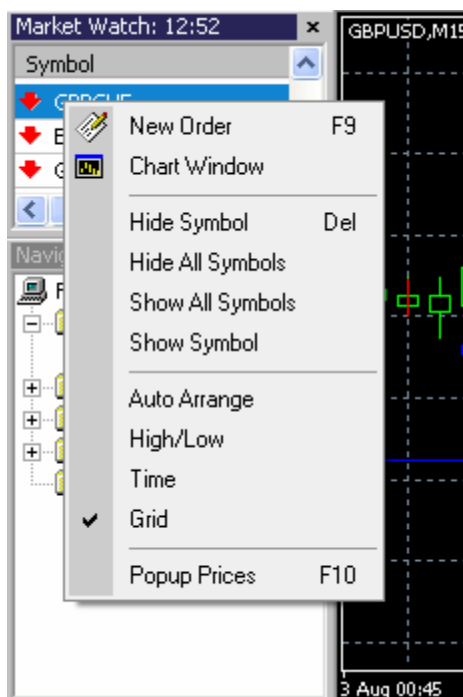 Market Watch: 12:52
GBPUSD,M15
Symbol
New Order F9
Chart Window
Hide Symbol Del
Hide All Symbols
Show All Symbols
Show Symbol
Auto Arrange
High/Low
Time
Grid
Popup Prices F10
3 Aug 00:45